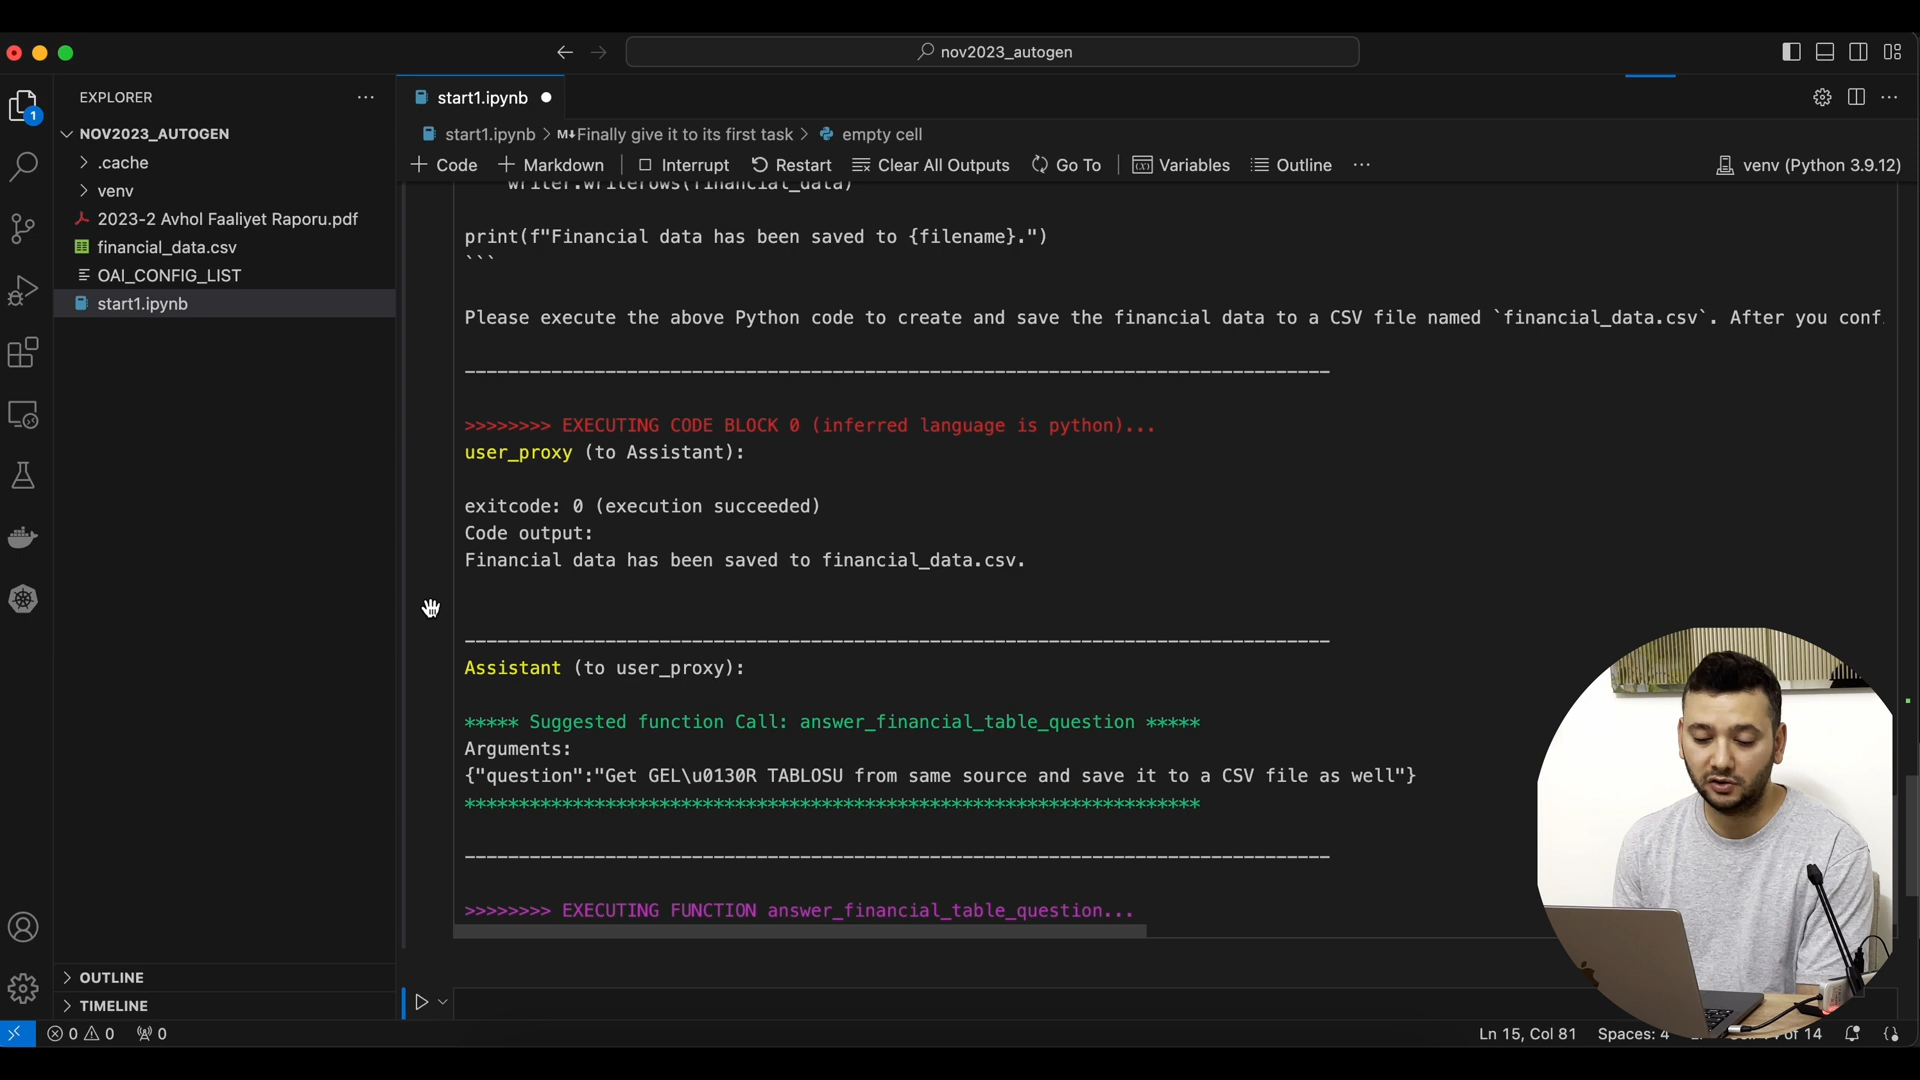 nov2023_autogen
EXPLORER
start1.ipynb
1
NOV2023_AUTOGEN
start1.ipynb > M↓Finally give it to its first task > empty cell
.cache
+ Code + Markdown Interrupt Restart Clear All Outputs Go To Variables Outline ... venv (Python 3.9.12)
venv
2023-2 Avhol Faaliyet Raporu.pdf
financial_data.csv
OAI_CONFIG_LIST
start1.ipynb
writer.writerows(financial_data)
print(f"Financial data has been saved to {filename}.")
```
Please execute the above Python code to create and save the financial data to a CSV file named `financial_data.csv`. After you conf
--------------------------------------------------------------------------------
>>>>>>>> EXECUTING CODE BLOCK 0 (inferred language is python)...
user_proxy (to Assistant):
exitcode: 0 (execution succeeded)
Code output:
Financial data has been saved to financial_data.csv.
--------------------------------------------------------------------------------
Assistant (to user_proxy):
***** Suggested function Call: answer_financial_table_question *****
Arguments:
{"question":"Get GEL\u0130R TABLOSU from same source and save it to a CSV file as well"}
********************************************************************
--------------------------------------------------------------------------------
>>>>>>>> EXECUTING FUNCTION answer_financial_table_question...
OUTLINE
TIMELINE
0 0 0
Ln 15, Col 81 Spaces: 4 of 14